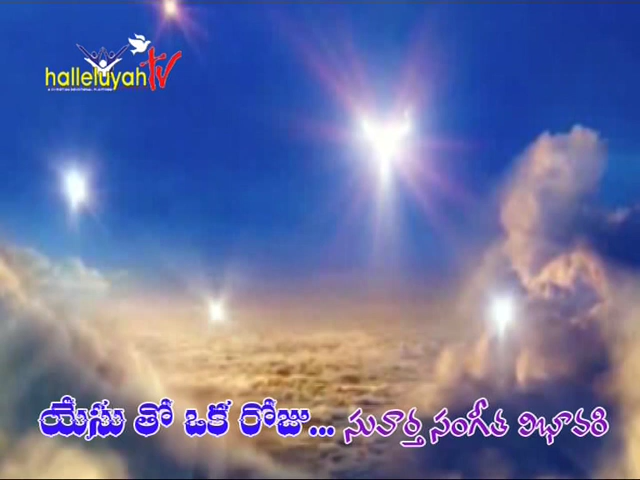 halleluyah tv
యేసు తో ఒక రోజు... సువార్త సంగీత విభావరి